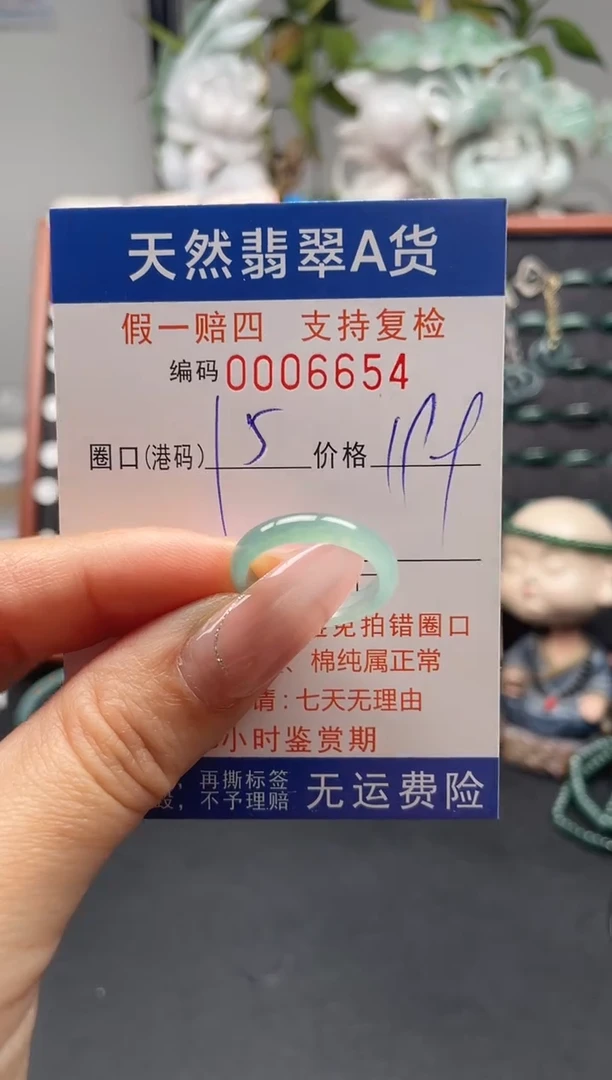 天然翡翠A货
假一赔四 支持复检
编码 0006654
圈口(港码) 15 价格
免拍错圈口
、棉纯属正常
请:七天无理由
小时鉴赏期
,再撕标签
,不予理赔 无运费险